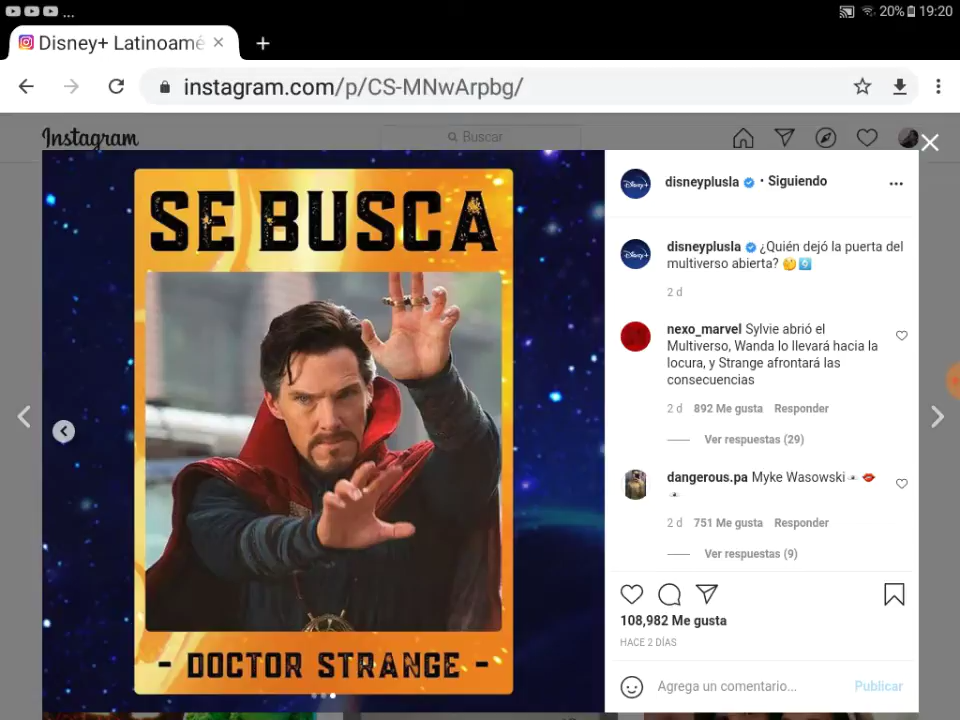 ... 20% 19:20
Disney+ Latinoamé
instagram.com/p/CS-MNwArpbg/
Instagram
Buscar
SE BUSCA
- DOCTOR STRANGE -
Disney+
disneyplusla • Siguiendo
Disney+
disneyplusla ¿Quién dejó la puerta del
multiverso abierta? 🤔
2 d
nexo_marvel Sylvie abrió el
Multiverso, Wanda lo llevará hacia la
locura, y Strange afrontará las
consecuencias
2 d 892 Me gusta Responder
Ver respuestas (29)
dangerous.pa Myke Wasowski👁️ 👄
👁️
2 d 751 Me gusta Responder
Ver respuestas (9)
108,982 Me gusta
HACE 2 DÍAS
Agrega un comentario... Publicar